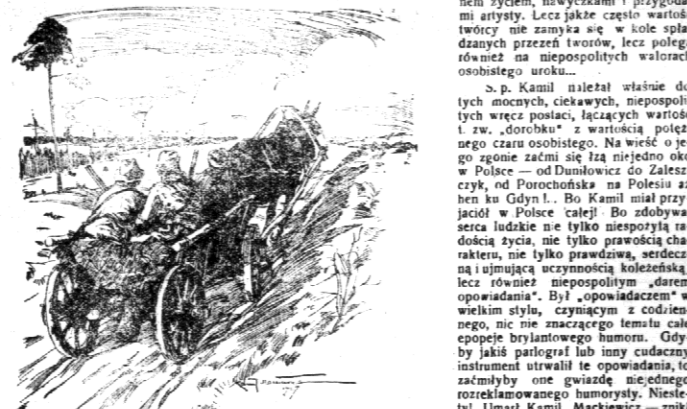 nem życiem, nawyczkami i przygoda
mi artysty. Lecz jakże często wartoś
twórcy nie zamyka się w kole spła
dzanych przezeń tworów, lecz poleg
również na niepospolitych walorach
osobistego uroku...
Ś. p. Kamil należał właśnie do
tych mocnych, ciekawych, niepospoli
tych wręcz postaci, łączących wartoś
t. zw. „dorobku" z wartością potęż
nego czaru osobistego. Na wieść o je
go zgonie zaćmi się łzą niejedno oko
w Polsce — od Duniłowicz do Zalesz
czyk, od Porochońska na Polesiu aż
hen ku Gdyni.. Bo Kamil miał przy
jaciół w Polsce całej! Bo zdobywa
serca ludzkie nie tylko niespożytą ra
dością życia, nie tylko prawością cha
rakteru, nie tylko prawdziwą, serdecz
ną i ujmującą uczynnością koleżeńską
lecz również niepospolitym „darem
opowiadania". Był „opowiadaczem" w
wielkim stylu, czyniącym z codzien
nego, nic nie znaczącego tematu całe
epopeje brylantowego humoru. Gdy
by jakiś parlograf lub inny cudaczny
instrument utrwalił te opowiadania, to
zaćmiłyby one gwiazdę niejednego
rozreklamowanego humorysty. Nieste
ty! Umarł Kamil Mackiewicz — znikł